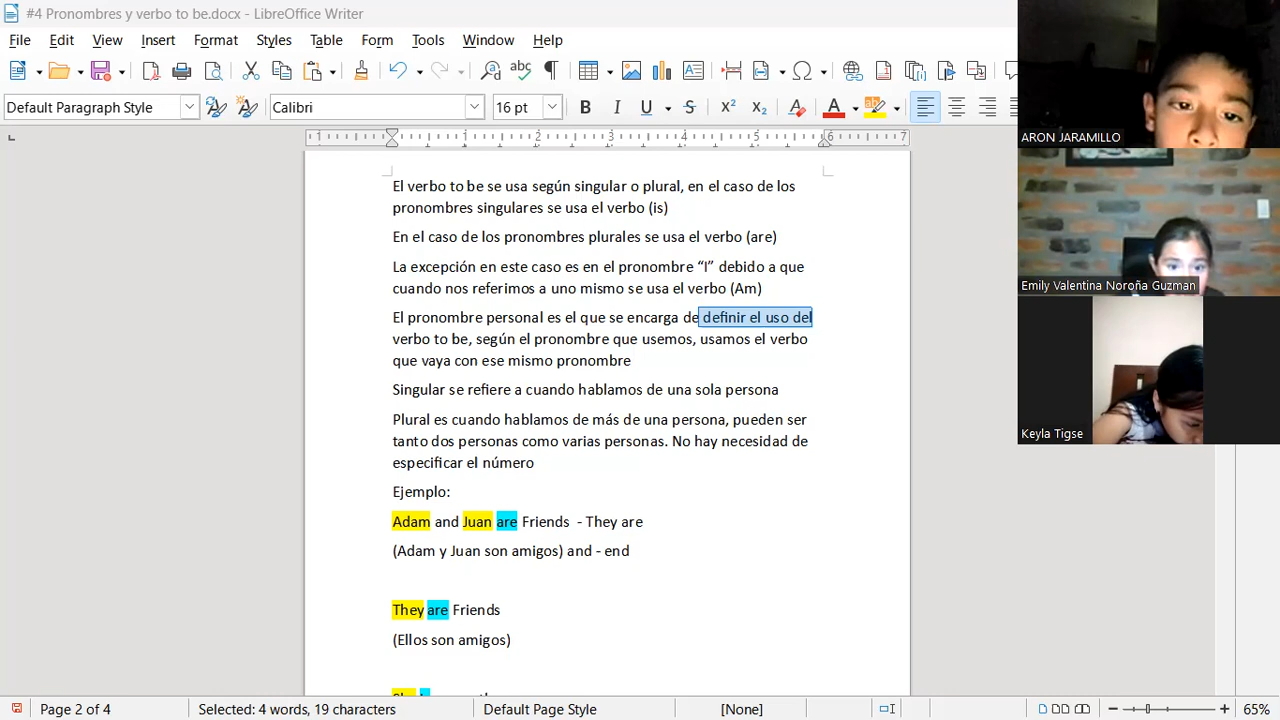 #4 Pronombres y verbo to be.docx - LibreOffice Writer
File Edit View Insert Format Styles Table Form Tools Window Help
Default Paragraph Style Calibri 16 pt
1 1 2 3 4 5 6 7
El verbo to be se usa según singular o plural, en el caso de los
pronombres singulares se usa el verbo (is)
En el caso de los pronombres plurales se usa el verbo (are)
La excepción en este caso es en el pronombre “I” debido a que
cuando nos referimos a uno mismo se usa el verbo (Am)
El pronombre personal es el que se encarga de definir el uso del
verbo to be, según el pronombre que usemos, usamos el verbo
que vaya con ese mismo pronombre
Singular se refiere a cuando hablamos de una sola persona
Plural es cuando hablamos de más de una persona, pueden ser
tanto dos personas como varias personas. No hay necesidad de
especificar el número
Ejemplo:
Adam and Juan are Friends - They are
(Adam y Juan son amigos) and - end
They are Friends
(Ellos son amigos)
ARON JARAMILLO
Emily Valentina Noroña Guzman
Keyla Tigse
Page 2 of 4 Selected: 4 words, 19 characters Default Page Style [None] 65%